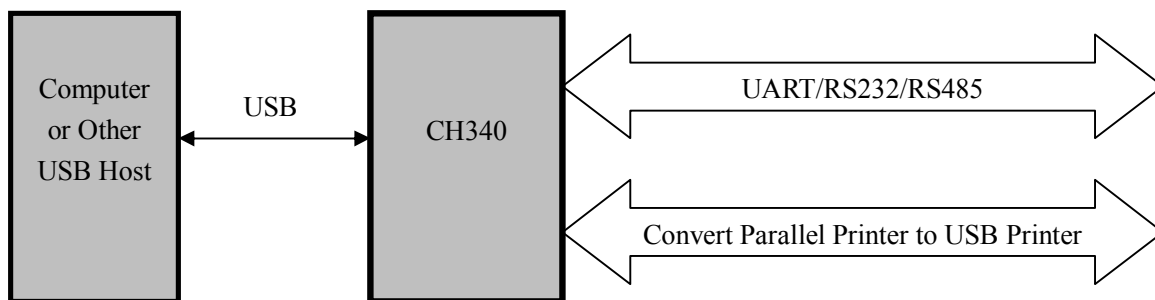 Computer
or Other
USB Host
USB
CH340
UART/RS232/RS485
Convert Parallel Printer to USB Printer